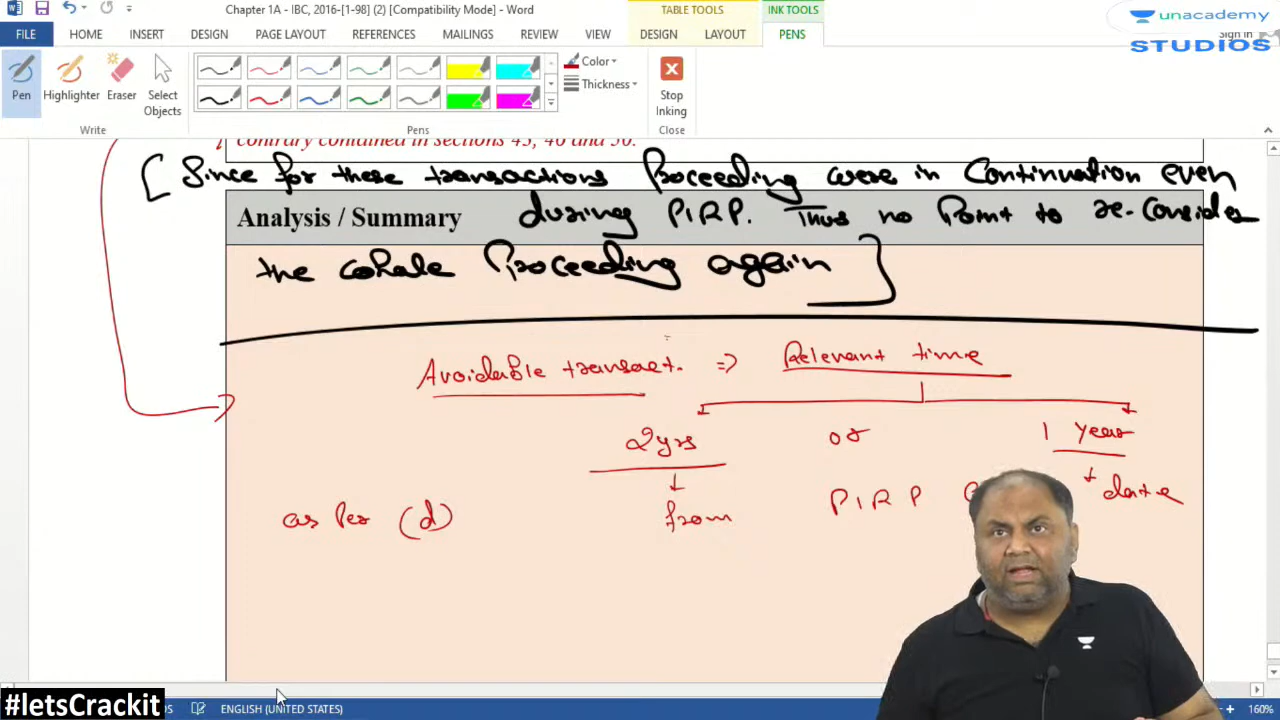 Chapter 1A - IBC, 2016-[1-98] (2) [Compatibility Mode] - Word
TABLE TOOLS
INK TOOLS
unacademy
STUDIOS
FILE HOME INSERT DESIGN PAGE LAYOUT REFERENCES MAILINGS REVIEW VIEW DESIGN LAYOUT PENS
Sign in
Pen Highlighter Eraser Select Objects
Color
Thickness
Stop Inking
Write Pens Close
contrary contained in sections 43, 46 and 50.
[Since for these transactions Proceeding were in Continuation even
Analysis / Summary during PIRP. Thus no Point to re-Consider
the whole Proceeding again]
Avoidable transact. => Relevant time
2yrs or 1 year
as Per (d) from PIRP date
#letsCrackit
ENGLISH (UNITED STATES)
160%